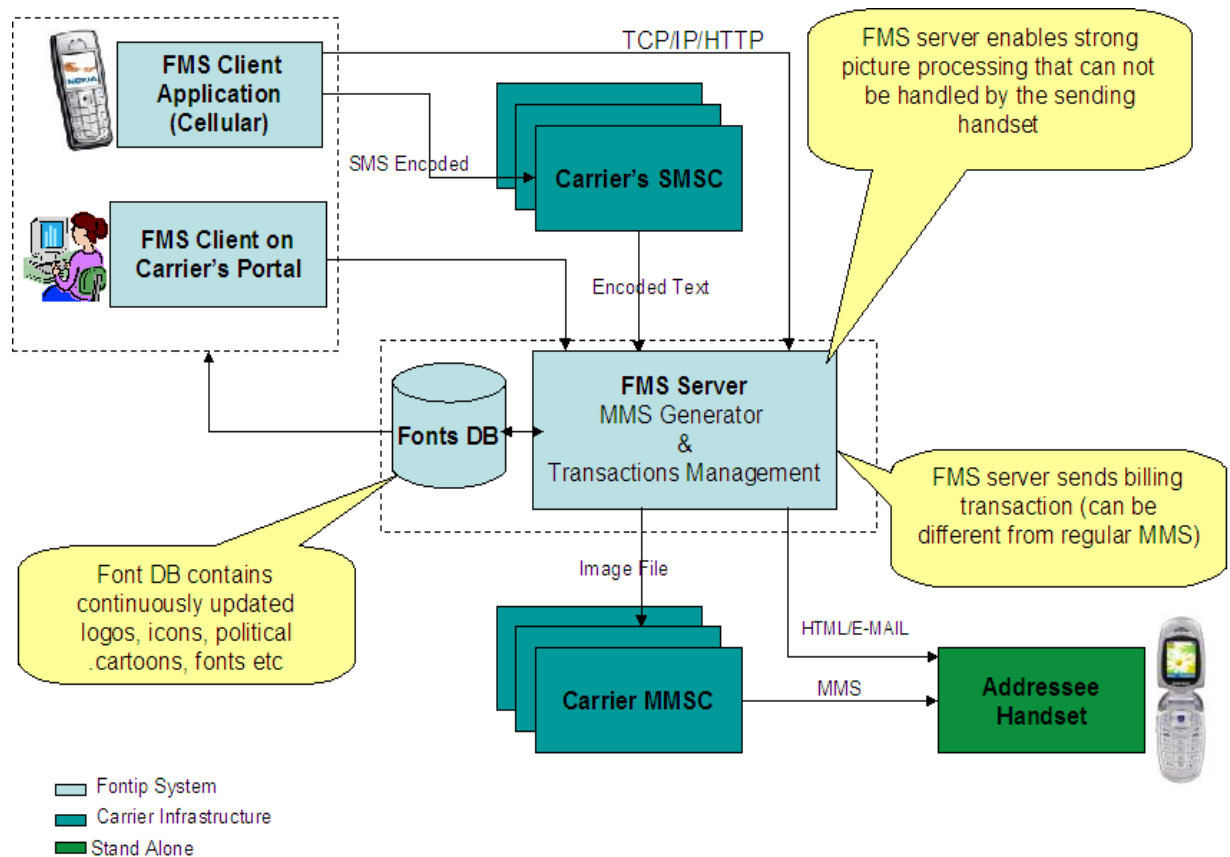 TCP/IP/HTTP
FMS Client
Application
(Cellular)
NOKIA
SMS Encoded
Carrier's SMSC
FMS server enables strong
picture processing that can not
be handled by the sending
handset
FMS Client on
Carrier's Portal
Encoded Text
Fonts DB
FMS Server
MMS Generator
&
Transactions Management
FMS server sends billing
transaction (can be
different from regular MMS)
Font DB contains
continuously updated
logos, icons, political
.cartoons, fonts etc
Image File
HTML/E-MAIL
Carrier MMSC
MMS
Addressee
Handset
Fontip System
Carrier Infrastructure
Stand Alone